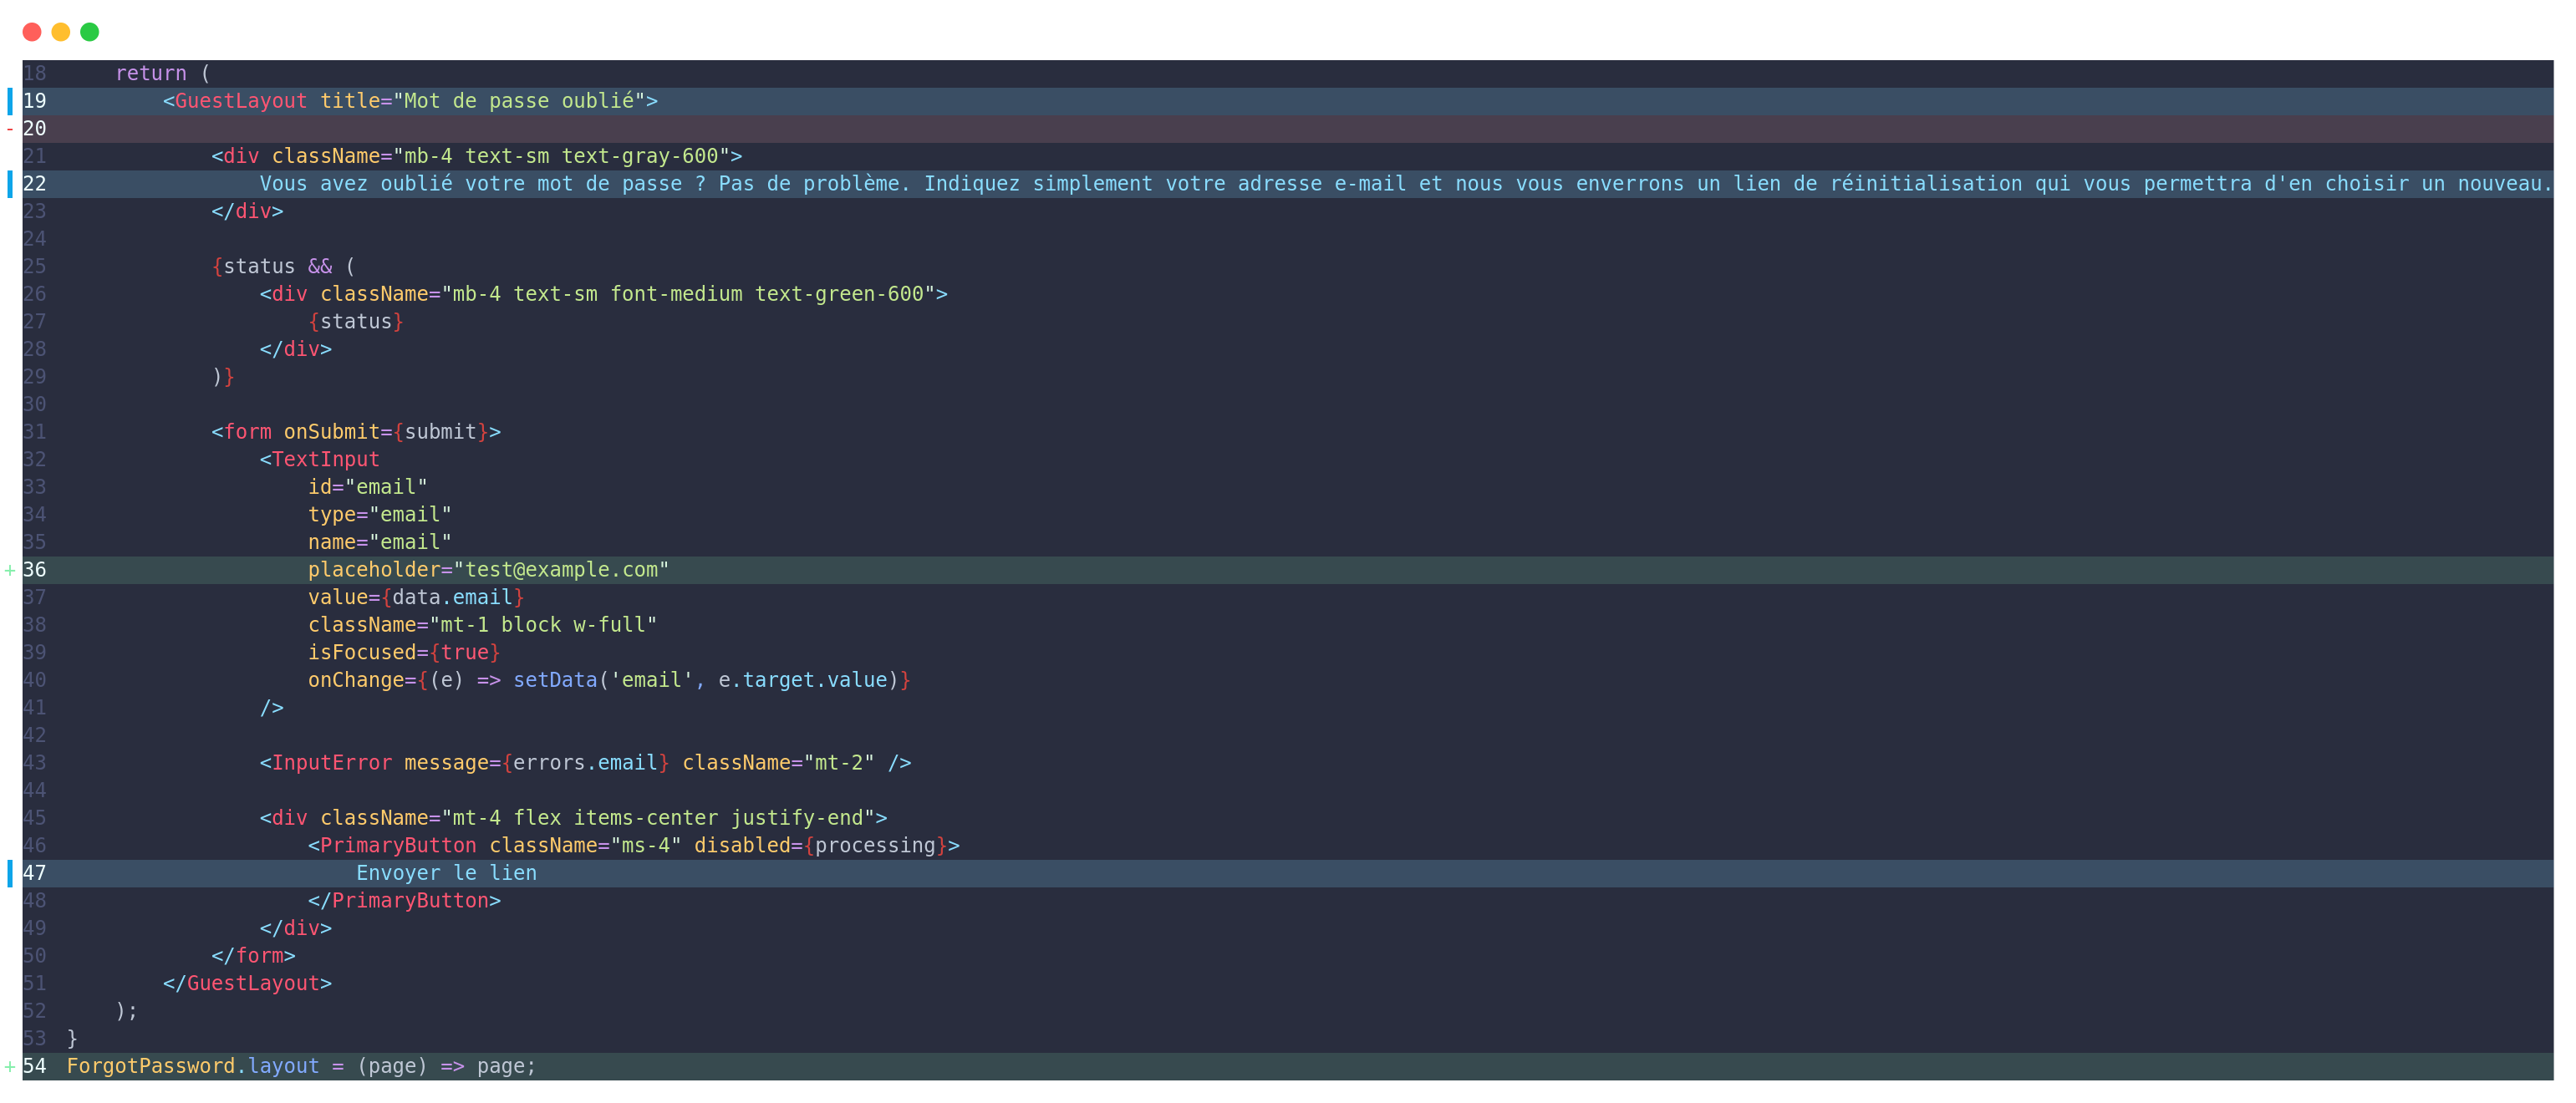 18 return (
19 <GuestLayout title="Mot de passe oublié">
- 20
21 <div className="mb-4 text-sm text-gray-600">
22 Vous avez oublié votre mot de passe ? Pas de problème. Indiquez simplement votre adresse e-mail et nous vous enverrons un lien de réinitialisation qui vous permettra d'en choisir un nouveau.
23 </div>
24
25 {status && (
26 <div className="mb-4 text-sm font-medium text-green-600">
27 {status}
28 </div>
29 )}
30
31 <form onSubmit={submit}>
32 <TextInput
33 id="email"
34 type="email"
35 name="email"
+ 36 placeholder="test@example.com"
37 value={data.email}
38 className="mt-1 block w-full"
39 isFocused={true}
40 onChange={(e) => setData('email', e.target.value)}
41 />
42
43 <InputError message={errors.email} className="mt-2" />
44
45 <div className="mt-4 flex items-center justify-end">
46 <PrimaryButton className="ms-4" disabled={processing}>
47 Envoyer le lien
48 </PrimaryButton>
49 </div>
50 </form>
51 </GuestLayout>
52 );
53 }
+ 54 ForgotPassword.layout = (page) => page;